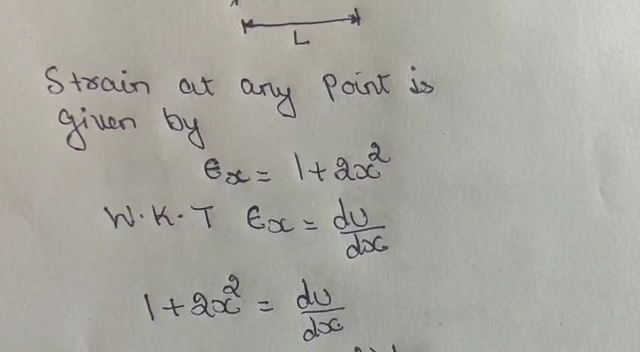 L
Strain at any Point is
given by
ϵx = 1+2x²
W.K.T ϵx = du/dx
1+2x² = du/dx